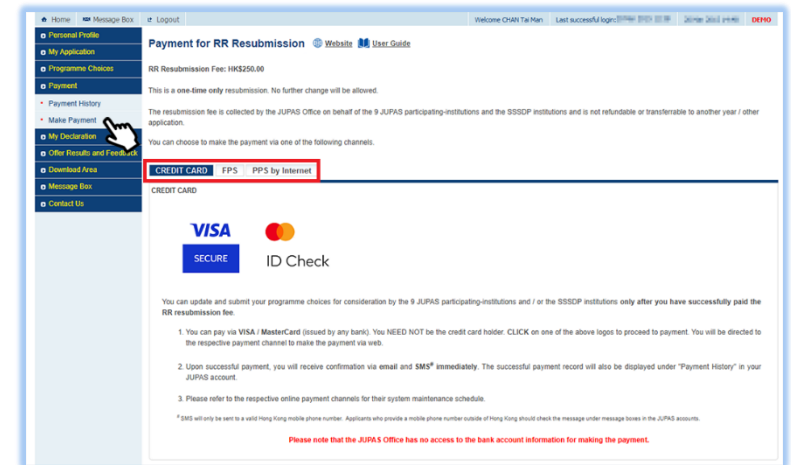 Home Message Box Logout Welcome CHAN Tai Man Last successful login: DEMO
Personal Profile
My Application
Programme Choices
Payment
Payment History
Make Payment
My Declaration
Offer Results and Feedback
Download Area
Message Box
Contact Us
Payment for RR Resubmission Website User Guide
RR Resubmission Fee: HK$250.00
This is a one-time only resubmission. No further change will be allowed.
The resubmission fee is collected by the JUPAS Office on behalf of the 9 JUPAS participating-institutions and the SSSDP institutions and is not refundable or transferrable to another year / other
application.
You can choose to make the payment via one of the following channels.
CREDIT CARD FPS PPS by Internet
CREDIT CARD
VISA
SECURE ID Check
You can update and submit your programme choices for consideration by the 9 JUPAS participating-institutions and / or the SSSDP institutions only after you have successfully paid the
RR resubmission fee.
1. You can pay via VISA / MasterCard (issued by any bank). You NEED NOT be the credit card holder. CLICK on one of the above logos to proceed to payment. You will be directed to
the respective payment channel to make the payment via web.
2. Upon successful payment, you will receive confirmation via email and SMS# immediately. The successful payment record will also be displayed under "Payment History" in your
JUPAS account.
3. Please refer to the respective online payment channels for their system maintenance schedule.
# SMS will only be sent to a valid Hong Kong mobile phone number. Applicants who provide a mobile phone number outside of Hong Kong should check the message under message boxes in the JUPAS accounts.
Please note that the JUPAS Office has no access to the bank account information for making the payment.